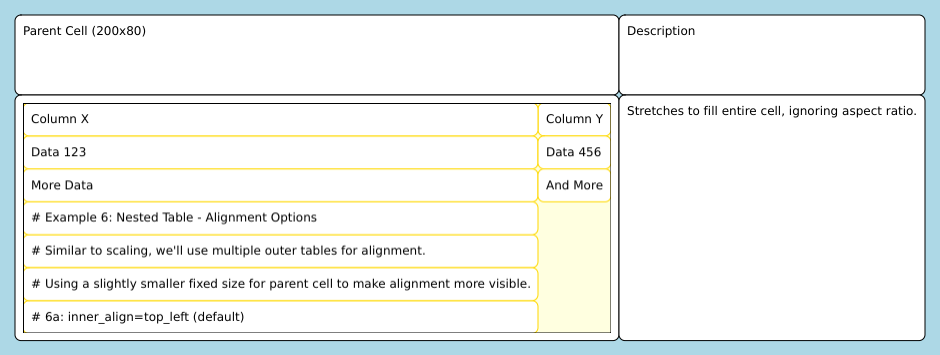 Parent Cell (200x80)
Description
Stretches to fill entire cell, ignoring aspect ratio.
Column X
Column Y
Data 123
Data 456
More Data
And More
# Example 6: Nested Table - Alignment Options
# Similar to scaling, we'll use multiple outer tables for alignment.
# Using a slightly smaller fixed size for parent cell to make alignment more visible.
# 6a: inner_align=top_left (default)